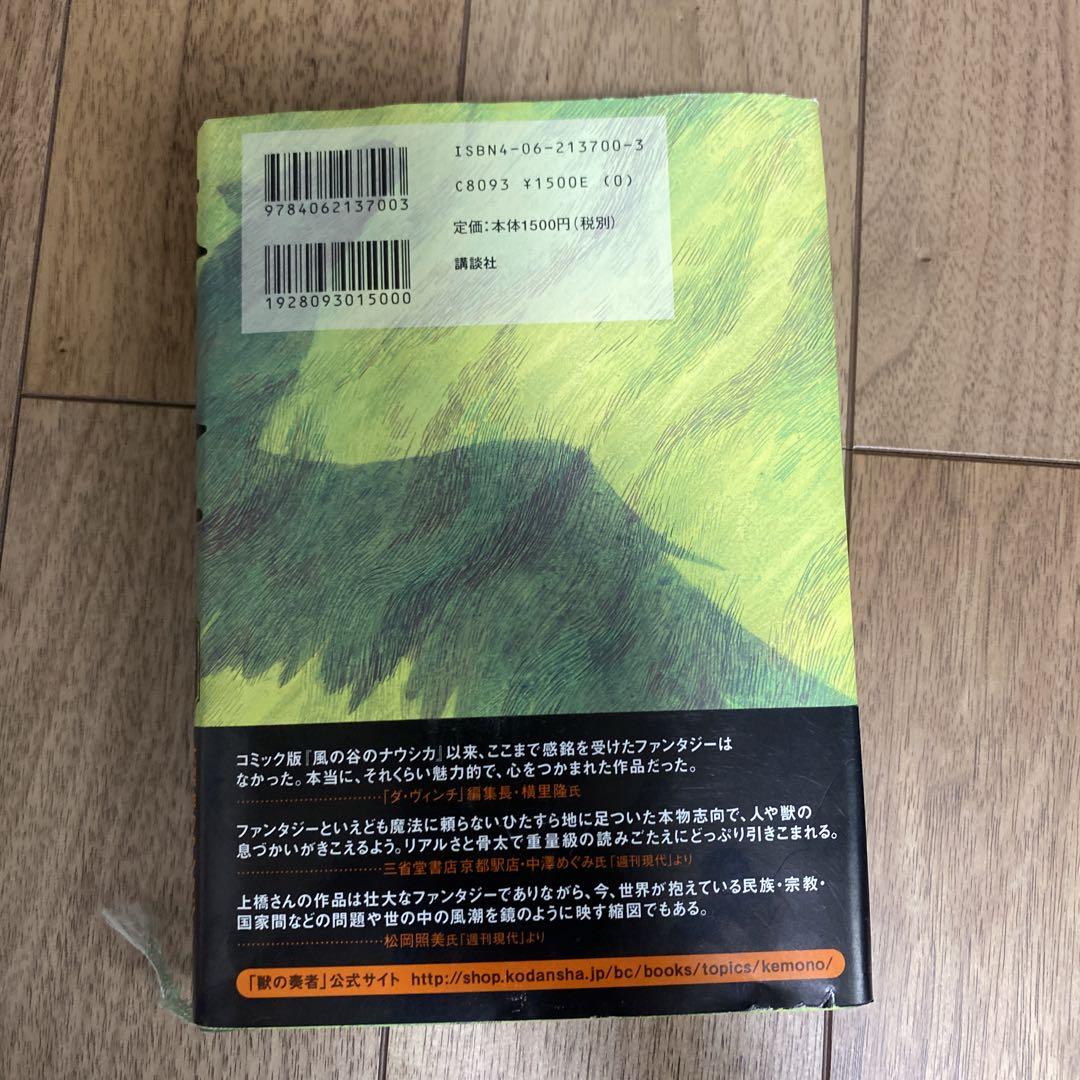 ISBN4-06-213700-3
C8093 ¥1500E (0)
定価：本体1500円（税別）
講談社
9784062137003
1928093015000
コミック版『風の谷のナウシカ』以来、ここまで感銘を受けたファンタジーは
なかった。本当に、それくらい魅力的で、心をつかまれた作品だった。
……………………………「ダ・ヴィンチ」編集長・横里隆氏
ファンタジーといえども魔法に頼らないひたすら地に足ついた本物志向で、人や獣の
息づかいがきこえるよう。リアルさと骨太で重量級の読みごたえにどっぷり引きこまれる。
……………………………三省堂書店京都駅店・中澤めぐみ氏「週刊現代」より
上橋さんの作品は壮大なファンタジーでありながら、今、世界が抱えている民族・宗教・
国家間などの問題や世の中の風潮を鏡のように映す縮図でもある。
……………………………松岡照美氏「週刊現代」より
「獣の奏者」公式サイト http://shop.kodansha.jp/bc/books/topics/kemono/